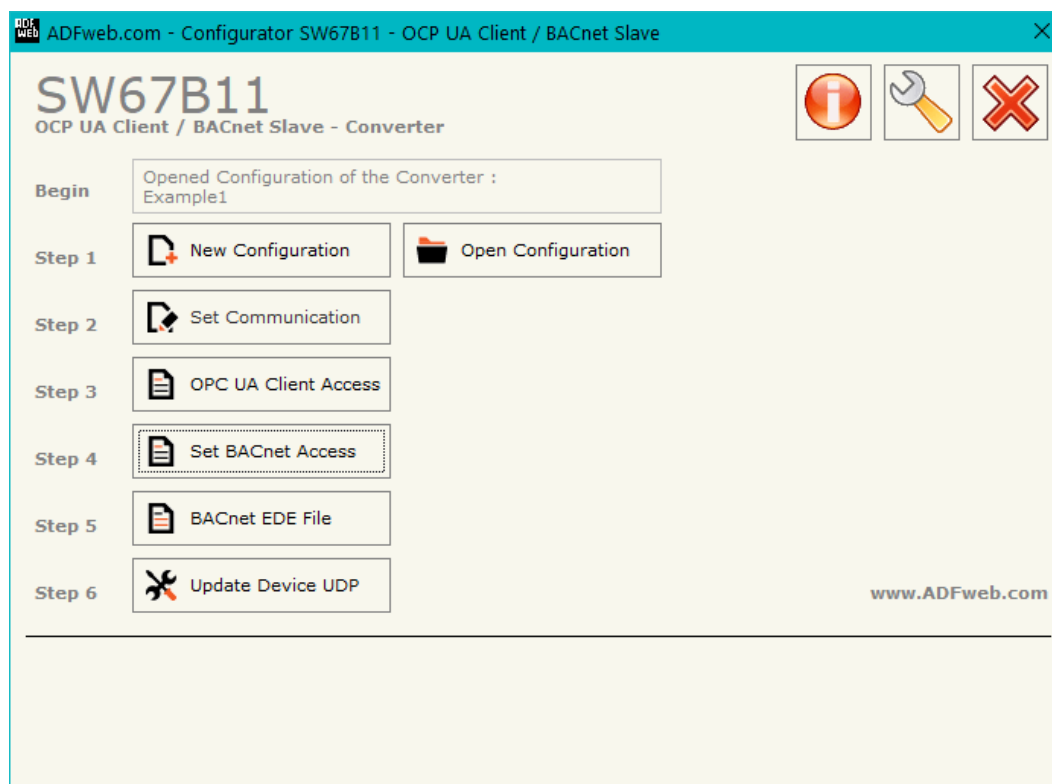 ADF
WEB
ADFweb.com - Configurator SW67B11 - OCP UA Client / BACnet Slave
SW67B11
OCP UA Client / BACnet Slave - Converter
Begin
Opened Configuration of the Converter :
Example1
Step 1
New Configuration
Open Configuration
Step 2
Set Communication
Step 3
OPC UA Client Access
Step 4
Set BACnet Access
Step 5
BACnet EDE File
Step 6
Update Device UDP
www.ADFweb.com